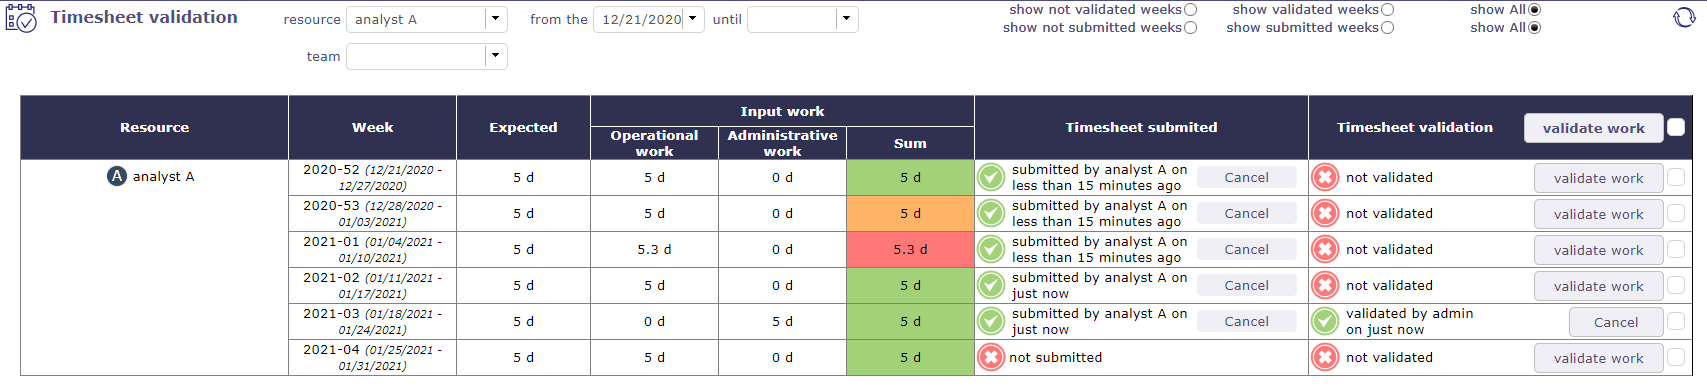 Timesheet validation
resource analyst A from the 12/21/2020 until
show not validated weeks show validated weeks show All
show not submitted weeks show submitted weeks show All
team
Resource Week Expected Input work Timesheet submited Timesheet validation validate work
Operational work Administrative work Sum
A analyst A
2020-52 (12/21/2020 - 5 d 5 d 0 d 5 d submitted by analyst A on Cancel not validated validate work
12/27/2020) less than 15 minutes ago
2020-53 (12/28/2020 - 5 d 5 d 0 d 5 d submitted by analyst A on Cancel not validated validate work
01/03/2021) less than 15 minutes ago
2021-01 (01/04/2021 - 5 d 5.3 d 0 d 5.3 d submitted by analyst A on Cancel not validated validate work
01/10/2021) less than 15 minutes ago
2021-02 (01/11/2021 - 5 d 5 d 0 d 5 d submitted by analyst A on Cancel not validated validate work
01/17/2021) just now
2021-03 (01/18/2021 - 5 d 0 d 5 d 5 d submitted by analyst A on Cancel validated by admin Cancel
01/24/2021) just now on just now
2021-04 (01/25/2021 - 5 d 5 d 0 d 5 d not submitted not validated validate work
01/31/2021)